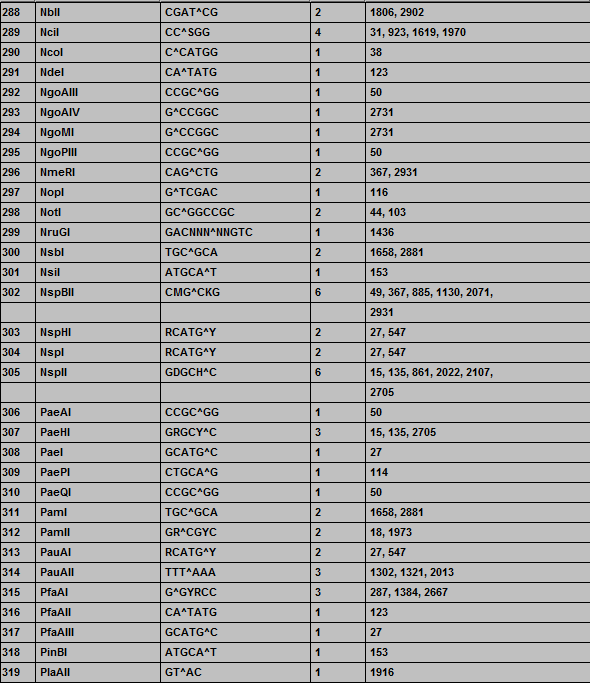 288 NblI CGAT^CG 2 1806, 2902
289 NciI CC^SGG 4 31, 923, 1619, 1970
290 NcoI C^CATGG 1 38
291 NdeI CA^TATG 1 123
292 NgoAIII CCGC^GG 1 50
293 NgoAIV G^CCGGC 1 2731
294 NgoMI G^CCGGC 1 2731
295 NgoPIII CCGC^GG 1 50
296 NmeRI CAG^CTG 2 367, 2931
297 NopI G^TCGAC 1 116
298 NotI GC^GGCCGC 2 44, 103
299 NruGI GACNNN^NNGTC 1 1436
300 NsbI TGC^GCA 2 1658, 2881
301 NsiI ATGCA^T 1 153
302 NspBII CMG^CKG 6 49, 367, 885, 1130, 2071,
2931
303 NspHI RCATG^Y 2 27, 547
304 NspI RCATG^Y 2 27, 547
305 NspII GDGCH^C 6 15, 135, 861, 2022, 2107,
2705
306 PaeAI CCGC^GG 1 50
307 PaeHI GRGCY^C 3 15, 135, 2705
308 PaeI GCATG^C 1 27
309 PaePI CTGCA^G 1 114
310 PaeQI CCGC^GG 1 50
311 PamI TGC^GCA 2 1658, 2881
312 PamII GR^CGYC 2 18, 1973
313 PauAI RCATG^Y 2 27, 547
314 PauAII TTT^AAA 3 1302, 1321, 2013
315 PfaAI G^GYRCC 3 287, 1384, 2667
316 PfaAII CA^TATG 1 123
317 PfaAIII GCATG^C 1 27
318 PinBI ATGCA^T 1 153
319 PlaAII GT^AC 1 1916